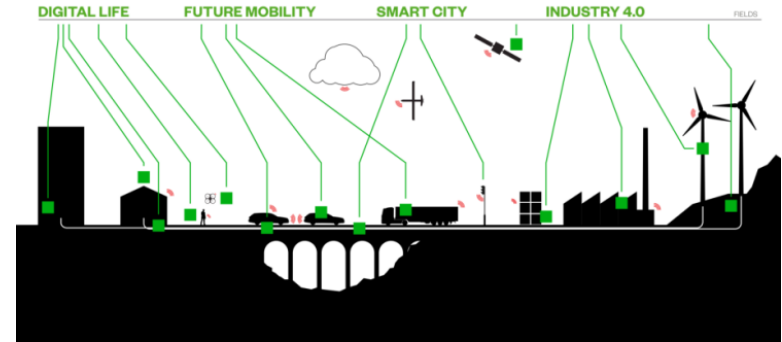 DIGITAL LIFE
FUTURE MOBILITY
SMART CITY
INDUSTRY 4.0
FIELDS